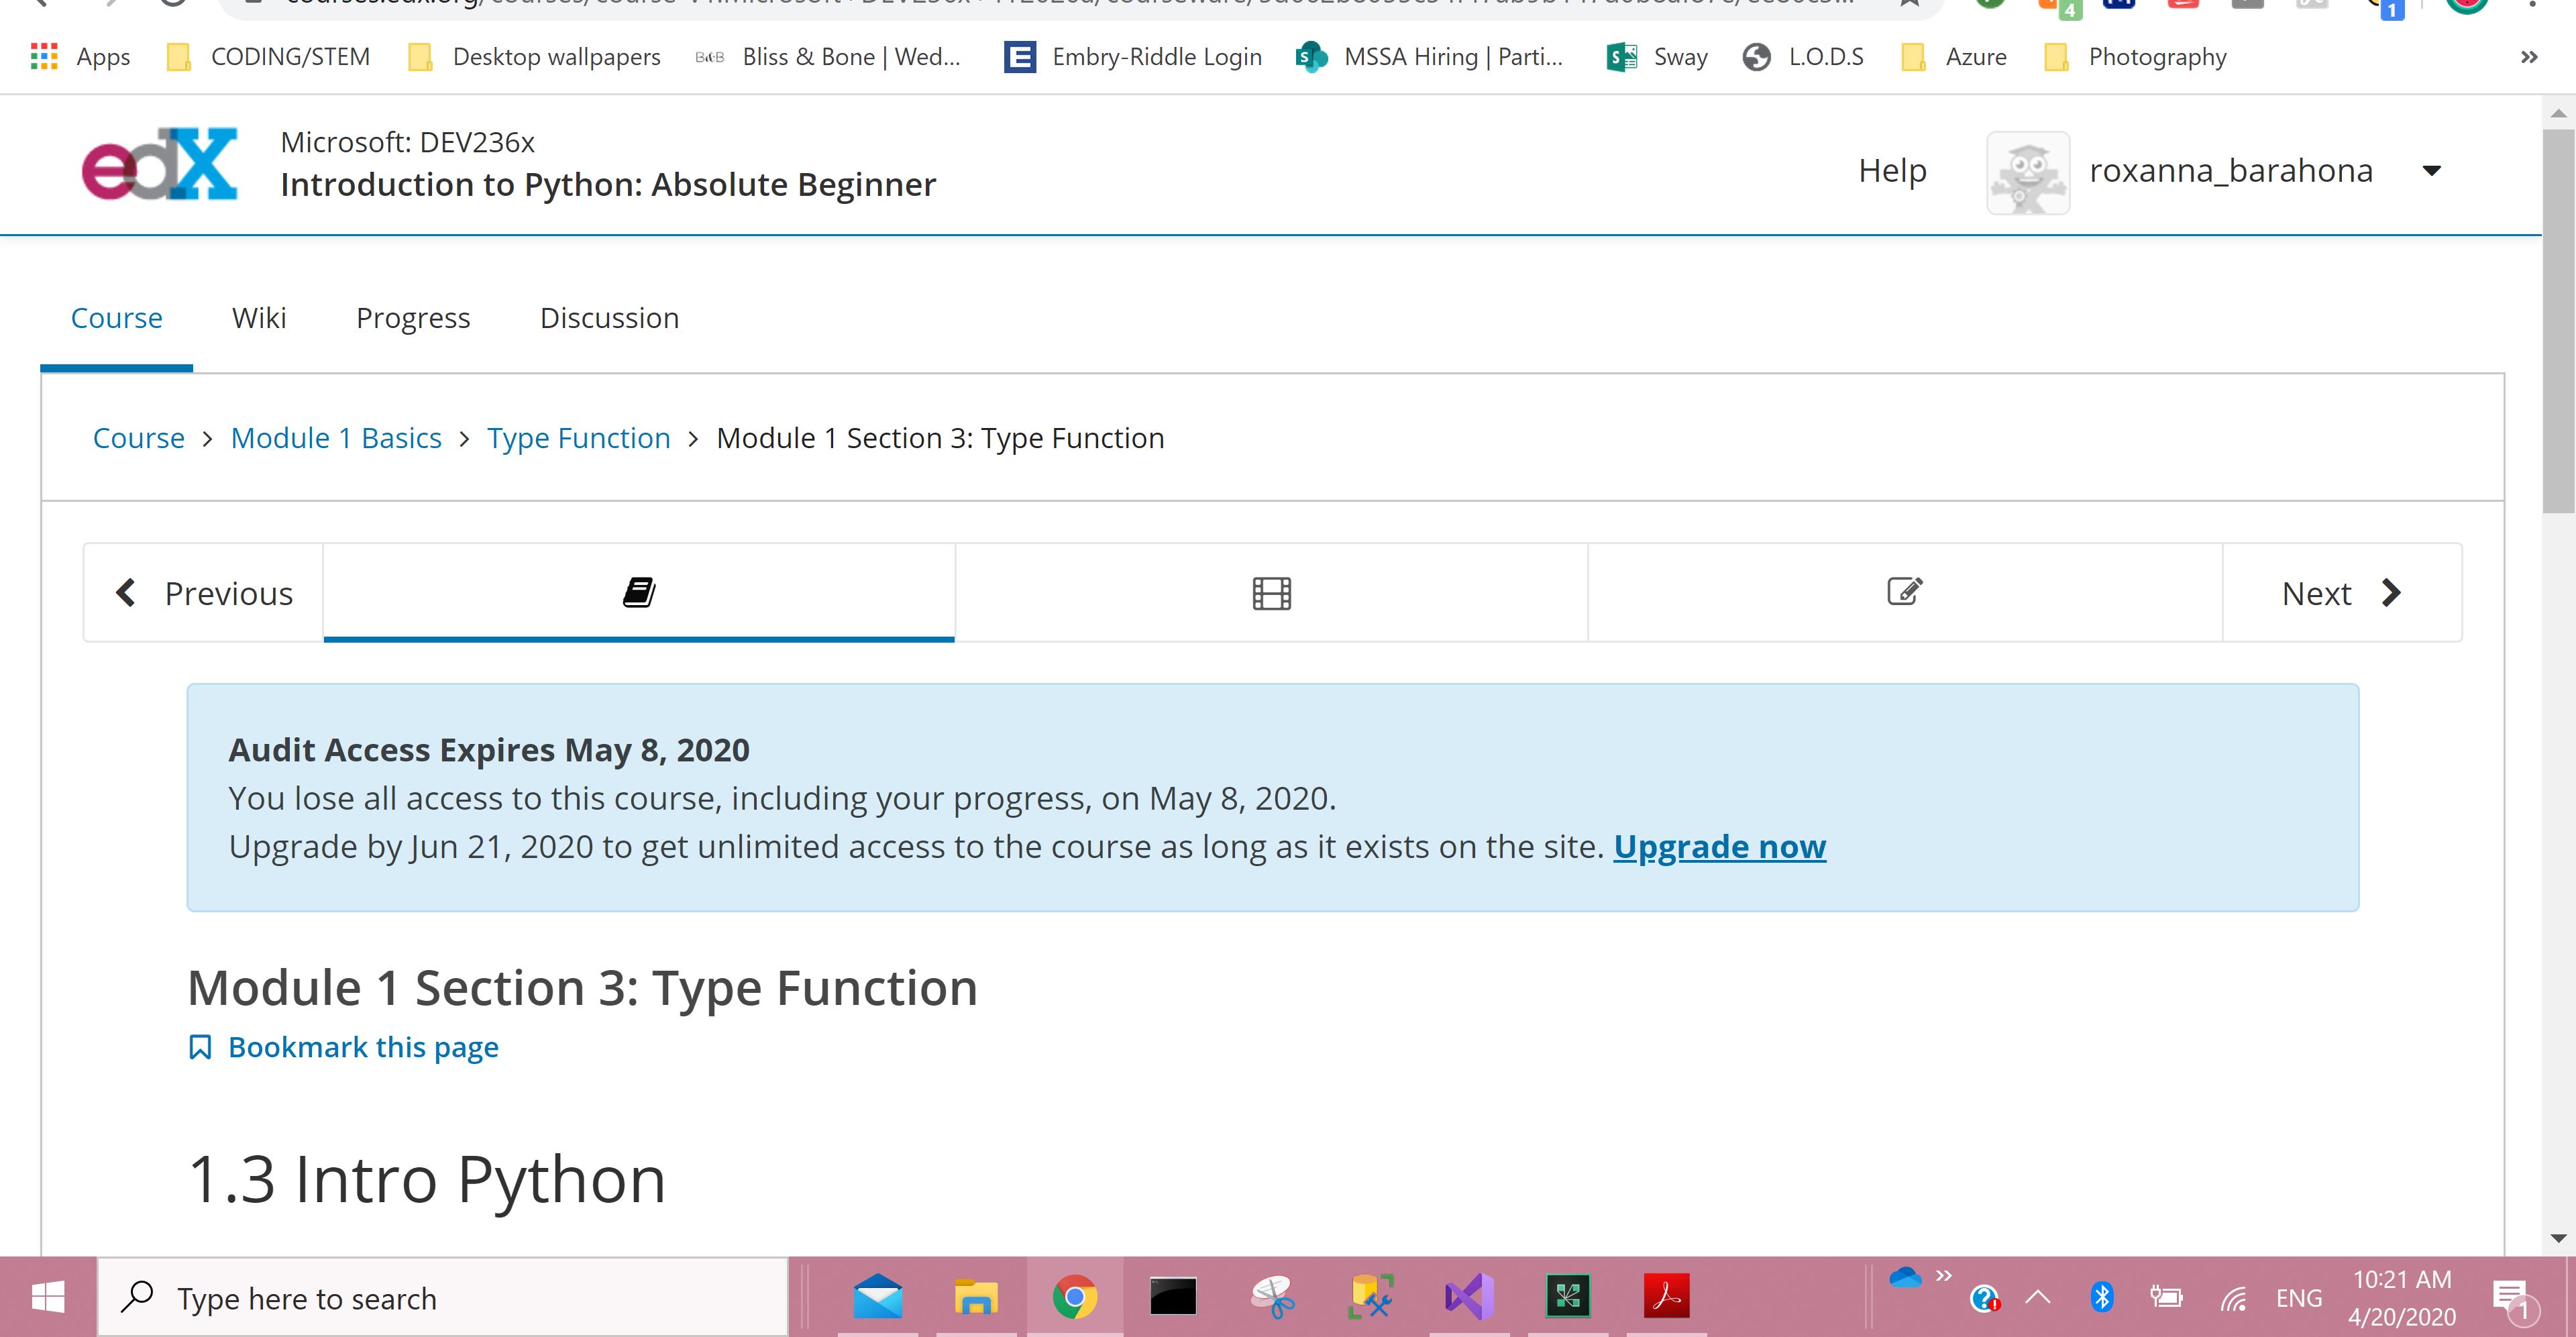 Apps CODING/STEM Desktop wallpapers B&B Bliss & Bone | Wed... Embry-Riddle Login MSSA Hiring | Parti... Sway L.O.D.S Azure Photography »
4 1
edX
Microsoft: DEV236x
Introduction to Python: Absolute Beginner
Help roxanna_barahona
Course Wiki Progress Discussion
Course > Module 1 Basics > Type Function > Module 1 Section 3: Type Function
Previous Next
Audit Access Expires May 8, 2020
You lose all access to this course, including your progress, on May 8, 2020.
Upgrade by Jun 21, 2020 to get unlimited access to the course as long as it exists on the site. Upgrade now
Module 1 Section 3: Type Function
Bookmark this page
1.3 Intro Python
Type here to search
ENG
10:21 AM
4/20/2020
1